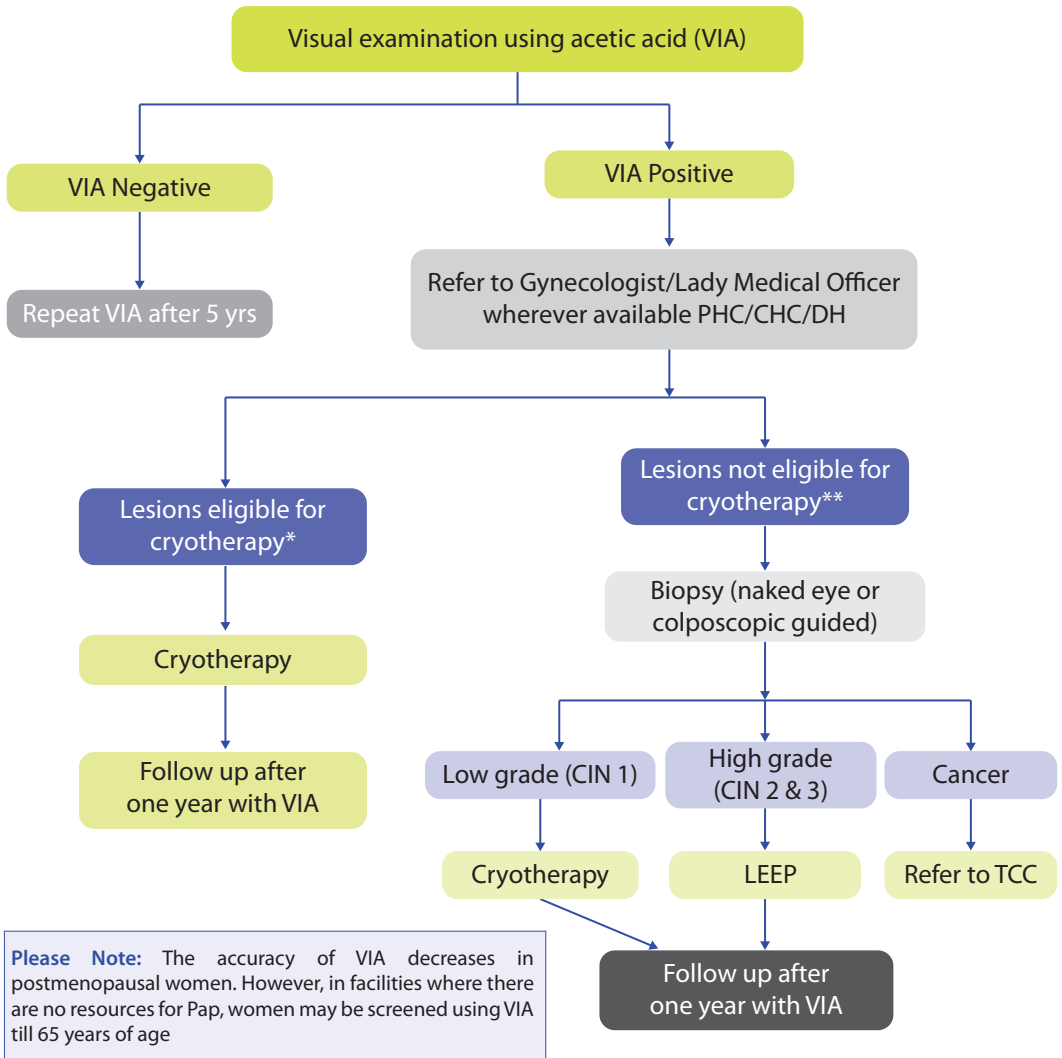 Visual examination using acetic acid (VIA)
VIA Negative
VIA Positive
Repeat VIA after 5 yrs
Refer to Gynecologist/Lady Medical Officer
wherever available PHC/CHC/DH
Lesions eligible for
cryotherapy*
Lesions not eligible for
cryotherapy**
Biopsy (naked eye or
colposcopic guided)
Cryotherapy
Follow up after
one year with VIA
Low grade (CIN 1)
High grade
(CIN 2 & 3)
Cancer
Cryotherapy
LEEP
Refer to TCC
Follow up after
one year with VIA
Please Note: The accuracy of VIA decreases in
postmenopausal women. However, in facilities where there
are no resources for Pap, women may be screened using VIA
till 65 years of age